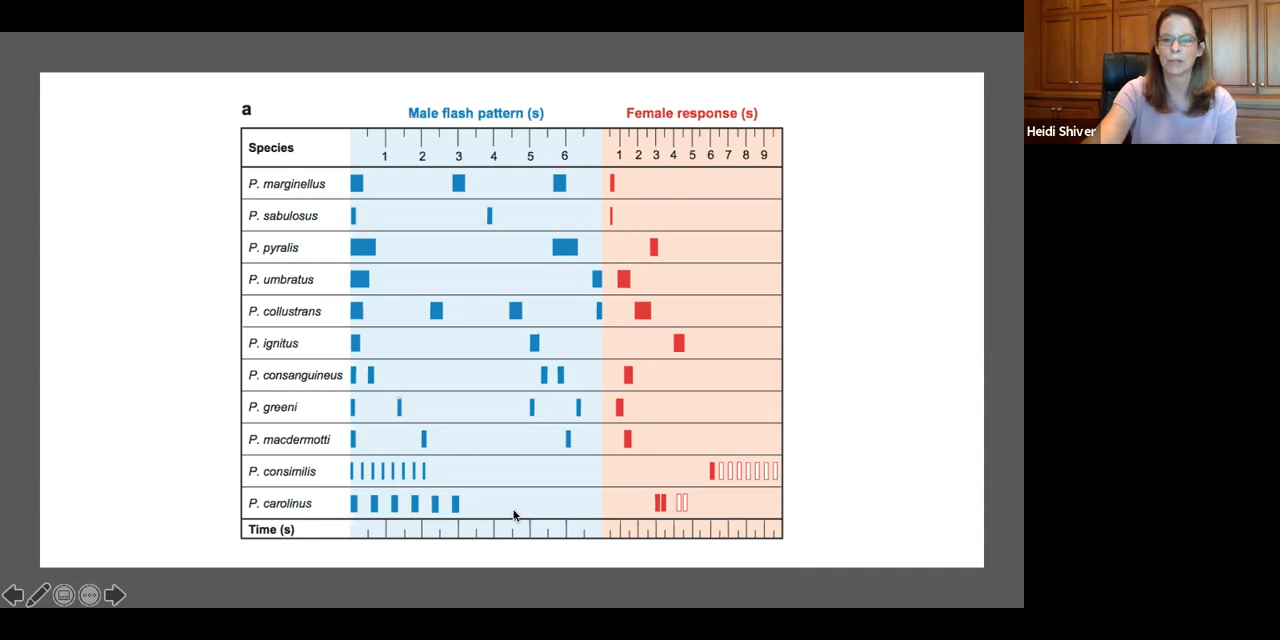 a
Male flash pattern (s) Female response (s)
Species 1 2 3 4 5 6 1 2 3 4 5 6 7 8 9
P. marginellus
P. sabulosus
P. pyralis
P. umbratus
P. collustrans
P. ignitus
P. consanguineus
P. greeni
P. macdermotti
P. consimilis
P. carolinus
Time (s)
Heidi Shiver